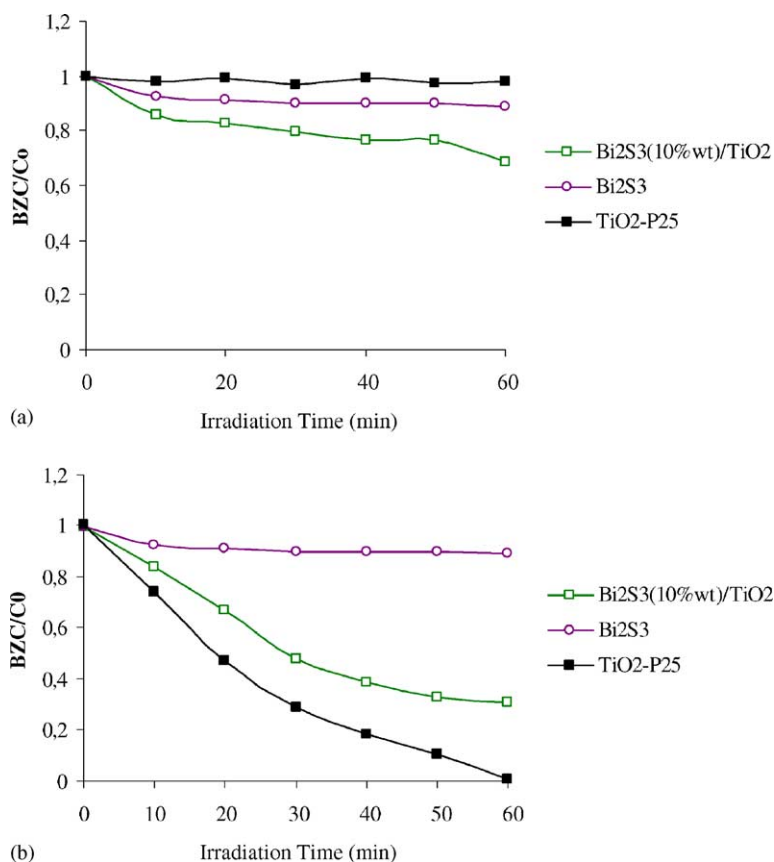 1,2
1
0,8
0,6
0,4
0,2
0
BZC/Co
0 20 40 60
Irradiation Time (min)
Bi2S3(10%wt)/TiO2
Bi2S3
TiO2-P25
(a)
1,2
1
0,8
0,6
0,4
0,2
0
BZC/C0
0 10 20 30 40 50 60
Irradiation Time (min)
Bi2S3(10%wt)/TiO2
Bi2S3
TiO2-P25
(b)